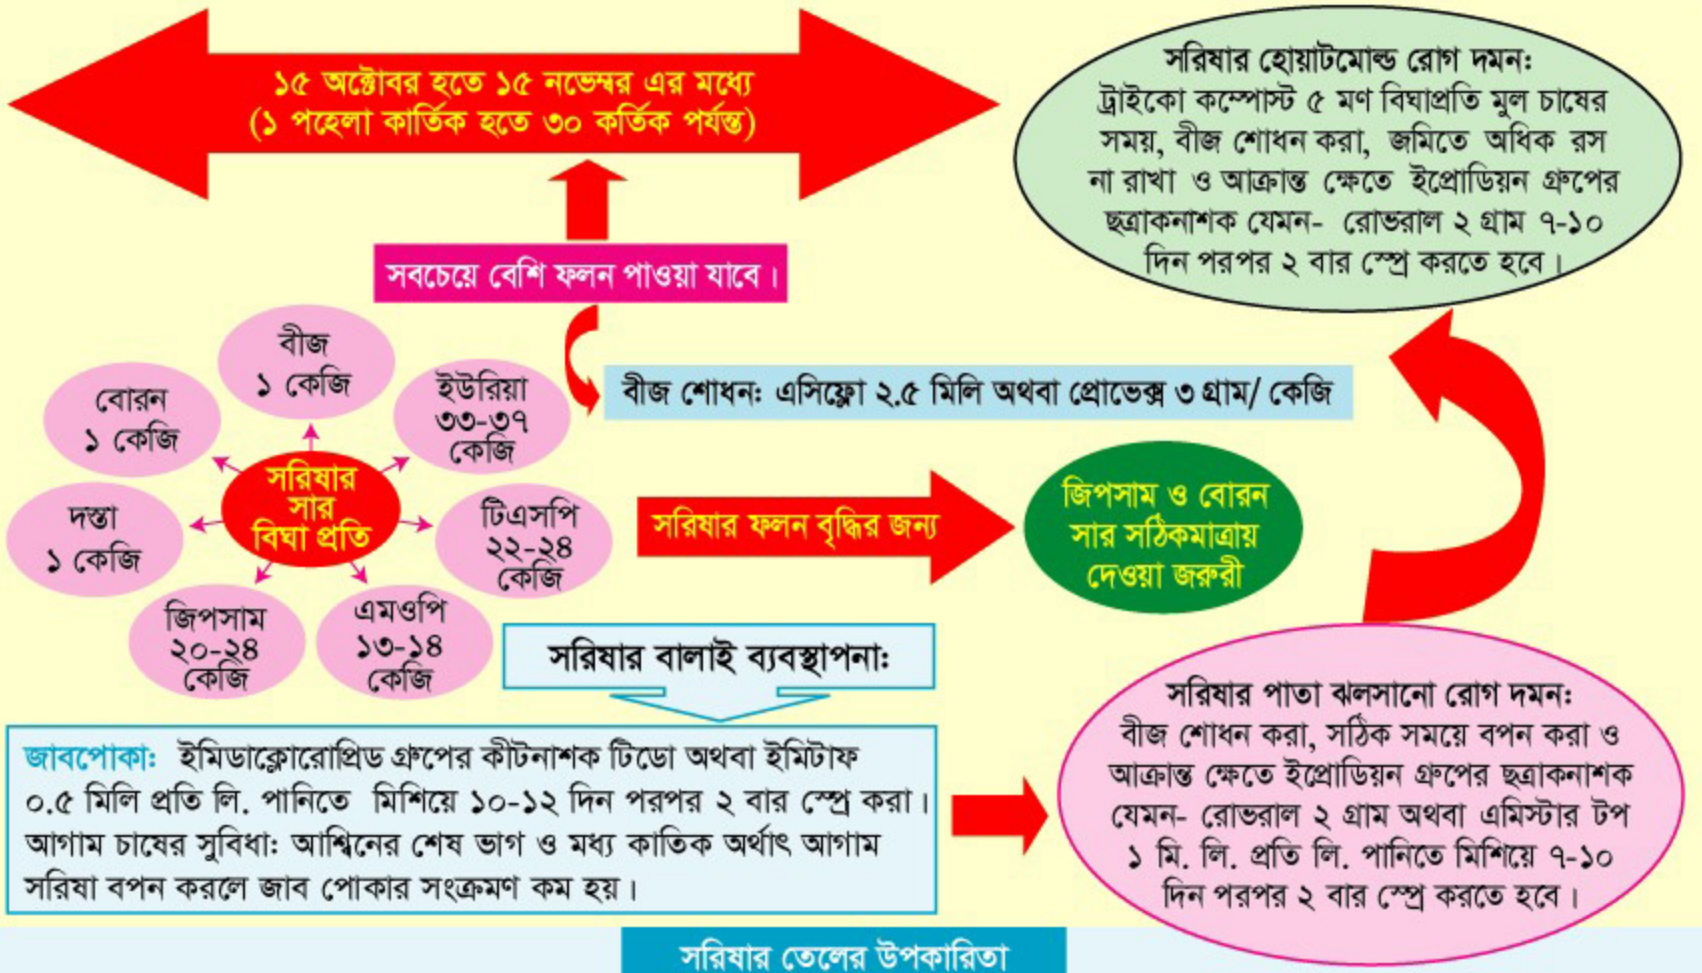 ১৫ অক্টোবর হতে ১৫ নভেম্বর এর মধ্যে
(১ পহেলা কার্তিক হতে ৩০ কর্তিক পর্যন্ত)
সবচেয়ে বেশি ফলন পাওয়া যাবে।
বীজ শোধন: এসিফ্লো ২.৫ মিলি অথবা প্রোভেক্স ৩ গ্রাম/ কেজি
সরিষার হোয়াটমোল্ড রোগ দমন:
ট্রাইকো কম্পোস্ট ৫ মণ বিঘাপ্রতি মুল চাষের
সময়, বীজ শোধন করা, জমিতে অধিক রস
না রাখা ও আক্রান্ত ক্ষেতে ইপ্রোডিয়ন গ্রুপের
ছত্রাকনাশক যেমন- রোভরাল ২ গ্রাম ৭-১০
দিন পরপর ২ বার স্প্রে করতে হবে।
সরিষার
সার
বিঘা প্রতি
বীজ
১ কেজি
ইউরিয়া
৩৩-৩৭
কেজি
টিএসপি
২২-২৪
কেজি
এমওপি
১৩-১৪
কেজি
জিপসাম
২০-২৪
কেজি
দস্তা
১ কেজি
বোরন
১ কেজি
সরিষার ফলন বৃদ্ধির জন্য
জিপসাম ও বোরন
সার সঠিকমাত্রায়
দেওয়া জরুরী
সরিষার বালাই ব্যবস্থাপনা:
জাবপোকা: ইমিডাক্লোরোপ্রিড গ্রুপের কীটনাশক টিডো অথবা ইমিটাফ
০.৫ মিলি প্রতি লি. পানিতে মিশিয়ে ১০-১২ দিন পরপর ২ বার স্প্রে করা।
আগাম চাষের সুবিধা: আশ্বিনের শেষ ভাগ ও মধ্য কাতিক অর্থাৎ আগাম
সরিষা বপন করলে জাব পোকার সংক্রমণ কম হয়।
সরিষার পাতা ঝলসানো রোগ দমন:
বীজ শোধন করা, সঠিক সময়ে বপন করা ও
আক্রান্ত ক্ষেতে ইপ্রোডিয়ন গ্রুপের ছত্রাকনাশক
যেমন- রোভরাল ২ গ্রাম অথবা এমিস্টার টপ
১ মি. লি. প্রতি লি. পানিতে মিশিয়ে ৭-১০
দিন পরপর ২ বার স্প্রে করতে হবে।
সরিষার তেলের উপকারিতা